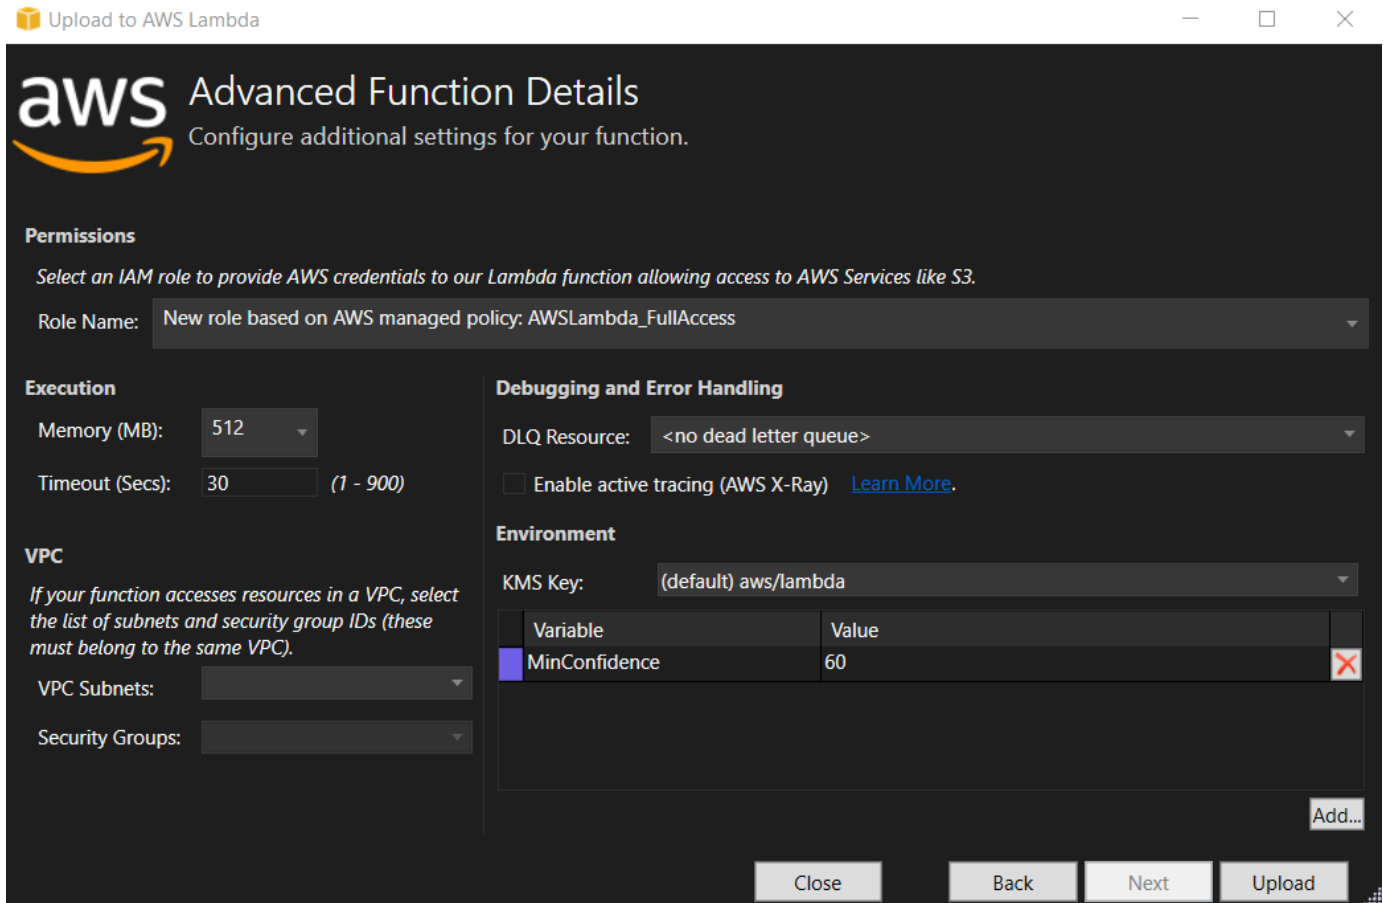 Upload to AWS Lambda
aws
Advanced Function Details
Configure additional settings for your function.
Permissions
Select an IAM role to provide AWS credentials to our Lambda function allowing access to AWS Services like S3.
Role Name: New role based on AWS managed policy: AWSLambda_FullAccess
Execution
Memory (MB): 512
Timeout (Secs): 30 (1 - 900)
VPC
If your function accesses resources in a VPC, select
the list of subnets and security group IDs (these
must belong to the same VPC).
VPC Subnets:
Security Groups:
Debugging and Error Handling
DLQ Resource: <no dead letter queue>
Enable active tracing (AWS X-Ray) Learn More.
Environment
KMS Key: (default) aws/lambda
Variable Value
MinConfidence 60
Add...
Close Back Next Upload